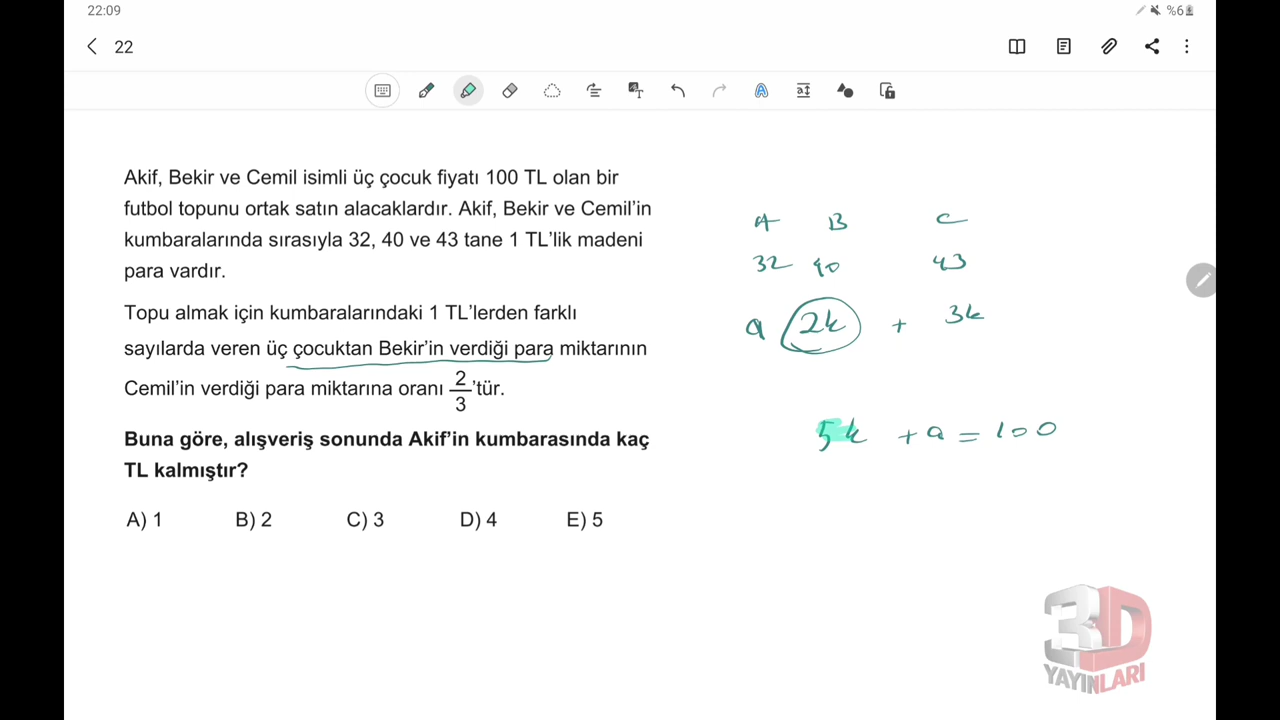 22:09
%6
22
Akif, Bekir ve Cemil isimli üç çocuk fiyatı 100 TL olan bir
futbol topunu ortak satın alacaklardır. Akif, Bekir ve Cemil'in
kumbaralarında sırasıyla 32, 40 ve 43 tane 1 TL'lik madeni
para vardır.
Topu almak için kumbaralarındaki 1 TL'lerden farklı
sayılarda veren üç çocuktan Bekir'in verdiği para miktarının
Cemil'in verdiği para miktarına oranı 2/3'tür.
Buna göre, alışveriş sonunda Akif'in kumbarasında kaç
TL kalmıştır?
A) 1 B) 2 C) 3 D) 4 E) 5
A B C
32 40 43
a 2k + 3k
5k + a = 100
3D
YAYINLARI